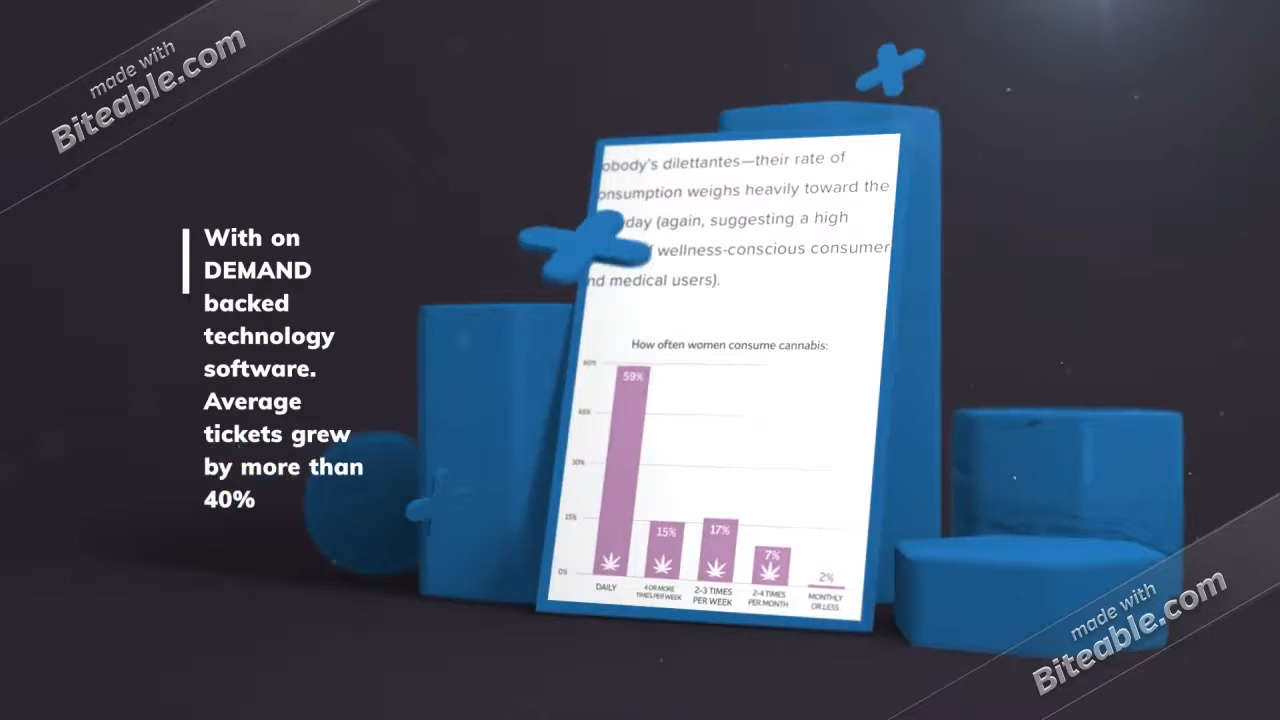 made with
Biteable.com
With on
DEMAND
backed
technology
software.
Average
tickets grew
by more than
40%
obody's dilettantes—their rate of
onsumption weighs heavily toward the
day (again, suggesting a high
wellness-conscious consumer
nd medical users).
How often women consume cannabis:
60%
45%
30%
15%
0%
59%
15%
17%
7%
2%
DAILY
4 OR MORE
TIMES PER WEEK
2-3 TIMES
PER WEEK
2-4 TIMES
PER MONTH
MONTHLY
OR LESS
made with
Biteable.com